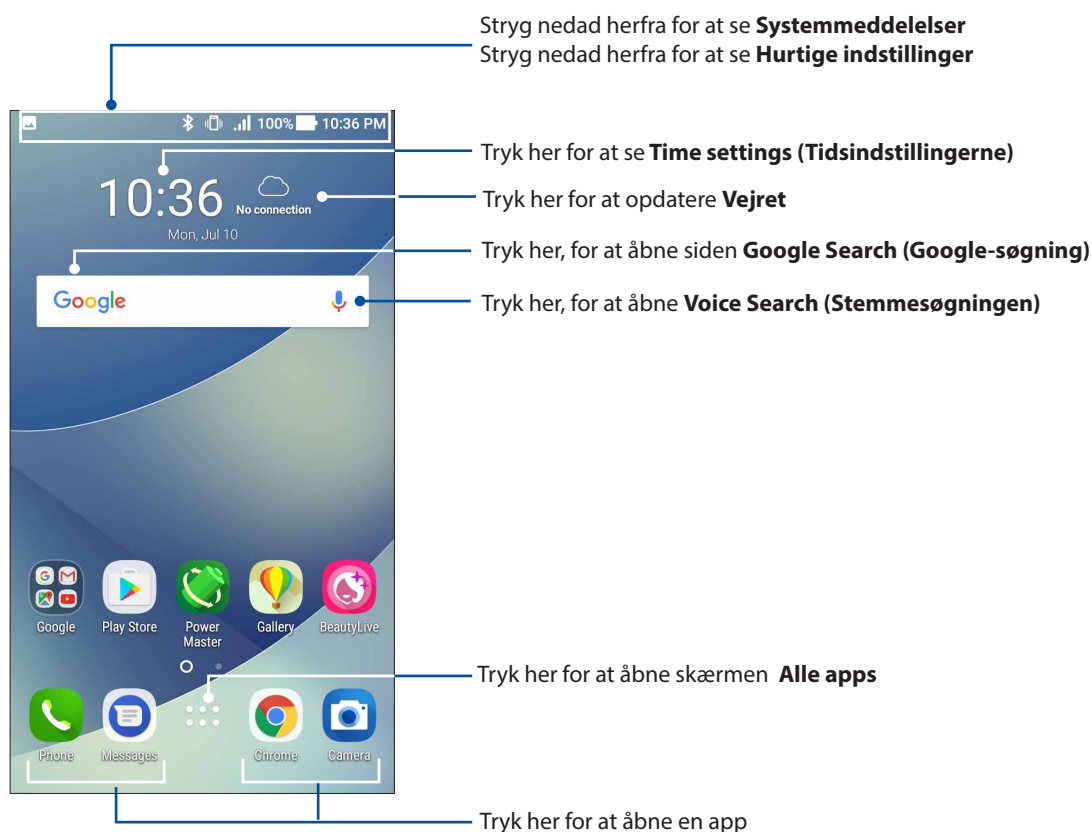 Stryg nedad herfra for at se Systemmeddelelser
Stryg nedad herfra for at se Hurtige indstillinger
100% 10:36 PM
Tryk her for at se Time settings (Tidsindstillingerne)
10:36
No connection
Tryk her for at opdatere Vejret
Mon, Jul 10
Tryk her, for at åbne siden Google Search (Google-søgning)
Google
Tryk her, for at åbne Voice Search (Stemmesøgningen)
Google Play Store Power Master Gallery BeautyLive
Tryk her for at åbne skærmen Alle apps
Phone Messages Chrome Camera
Tryk her for at åbne en app